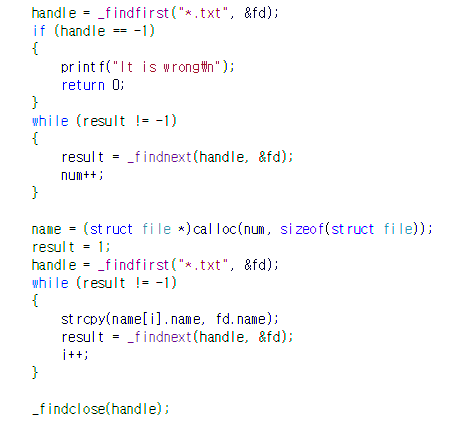 handle = _findfirst("*.txt", &fd);
if (handle == -1)
{
    printf("It is wrong₩n");
    return 0;
}
while (result != -1)
{
    result = _findnext(handle, &fd);
    num++;
}

name = (struct file *)calloc(num, sizeof(struct file));
result = 1;
handle = _findfirst("*.txt", &fd);
while (result != -1)
{
    strcpy(name[i].name, fd.name);
    result = _findnext(handle, &fd);
    i++;
}

_findclose(handle);